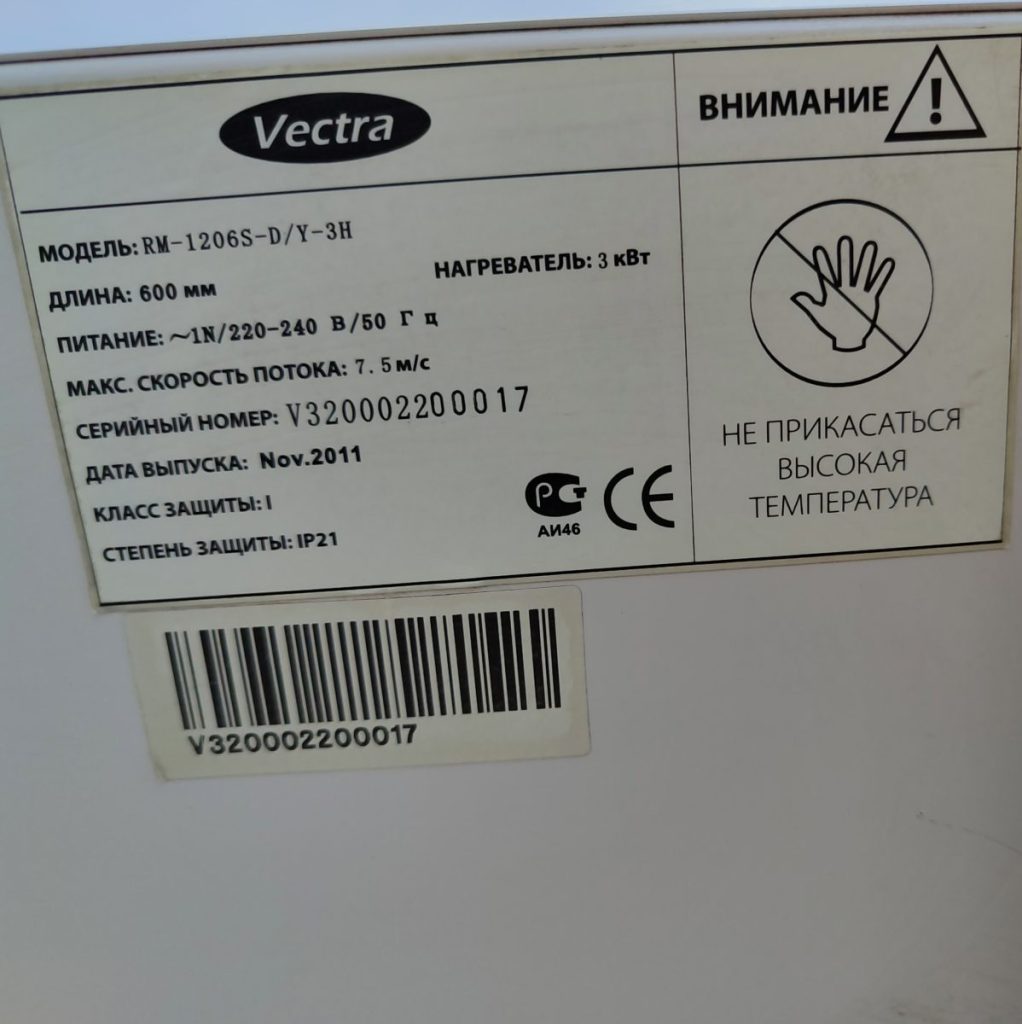 Vectra
ВНИМАНИЕ
МОДЕЛЬ: RM-1206S-D/Y-3H
ДЛИНА: 600 мм
НАГРЕВАТЕЛЬ: 3 кВт
ПИТАНИЕ: ~1N/220-240 В/50 Гц
МАКС. СКОРОСТЬ ПОТОКА: 7.5 м/с
СЕРИЙНЫЙ НОМЕР: V320002200017
ДАТА ВЫПУСКА: Nov.2011
КЛАСС ЗАЩИТЫ: I
СТЕПЕНЬ ЗАЩИТЫ: IP21
РСТ
АИ46
CE
НЕ ПРИКАСАТЬСЯ
ВЫСОКАЯ
ТЕМПЕРАТУРА
V320002200017